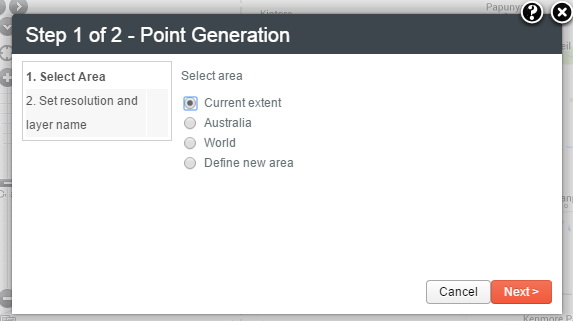 Papuny
Kintore
Step 1 of 2 - Point Generation
1. Select Area
2. Set resolution and
layer name
Select area
Current extent
Australia
World
Define new area
Cancel
Next >
Kenmore P